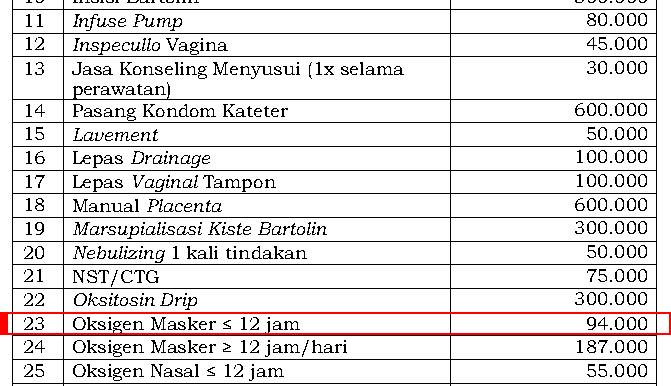 11 Infuse Pump 80.000
12 Inspecullo Vagina 45.000
13 Jasa Konseling Menyusui (1x selama 30.000
perawatan)
14 Pasang Kondom Kateter 600.000
15 Lavement 50.000
16 Lepas Drainage 100.000
17 Lepas Vaginal Tampon 100.000
18 Manual Placenta 600.000
19 Marsupialisasi Kiste Bartolin 300.000
20 Nebulizing 1 kali tindakan 50.000
21 NST/CTG 75.000
22 Oksitosin Drip 300.000
23 Oksigen Masker ≤ 12 jam 94.000
24 Oksigen Masker ≥ 12 jam/hari 187.000
25 Oksigen Nasal ≤ 12 jam 55.000